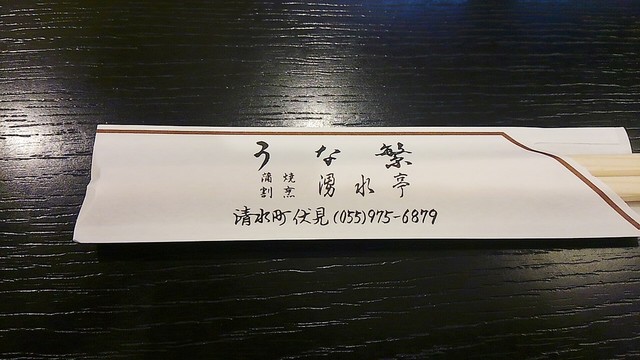 うな繁
蒲焼
割烹
湧水亭
清水町伏見(055)975-6879